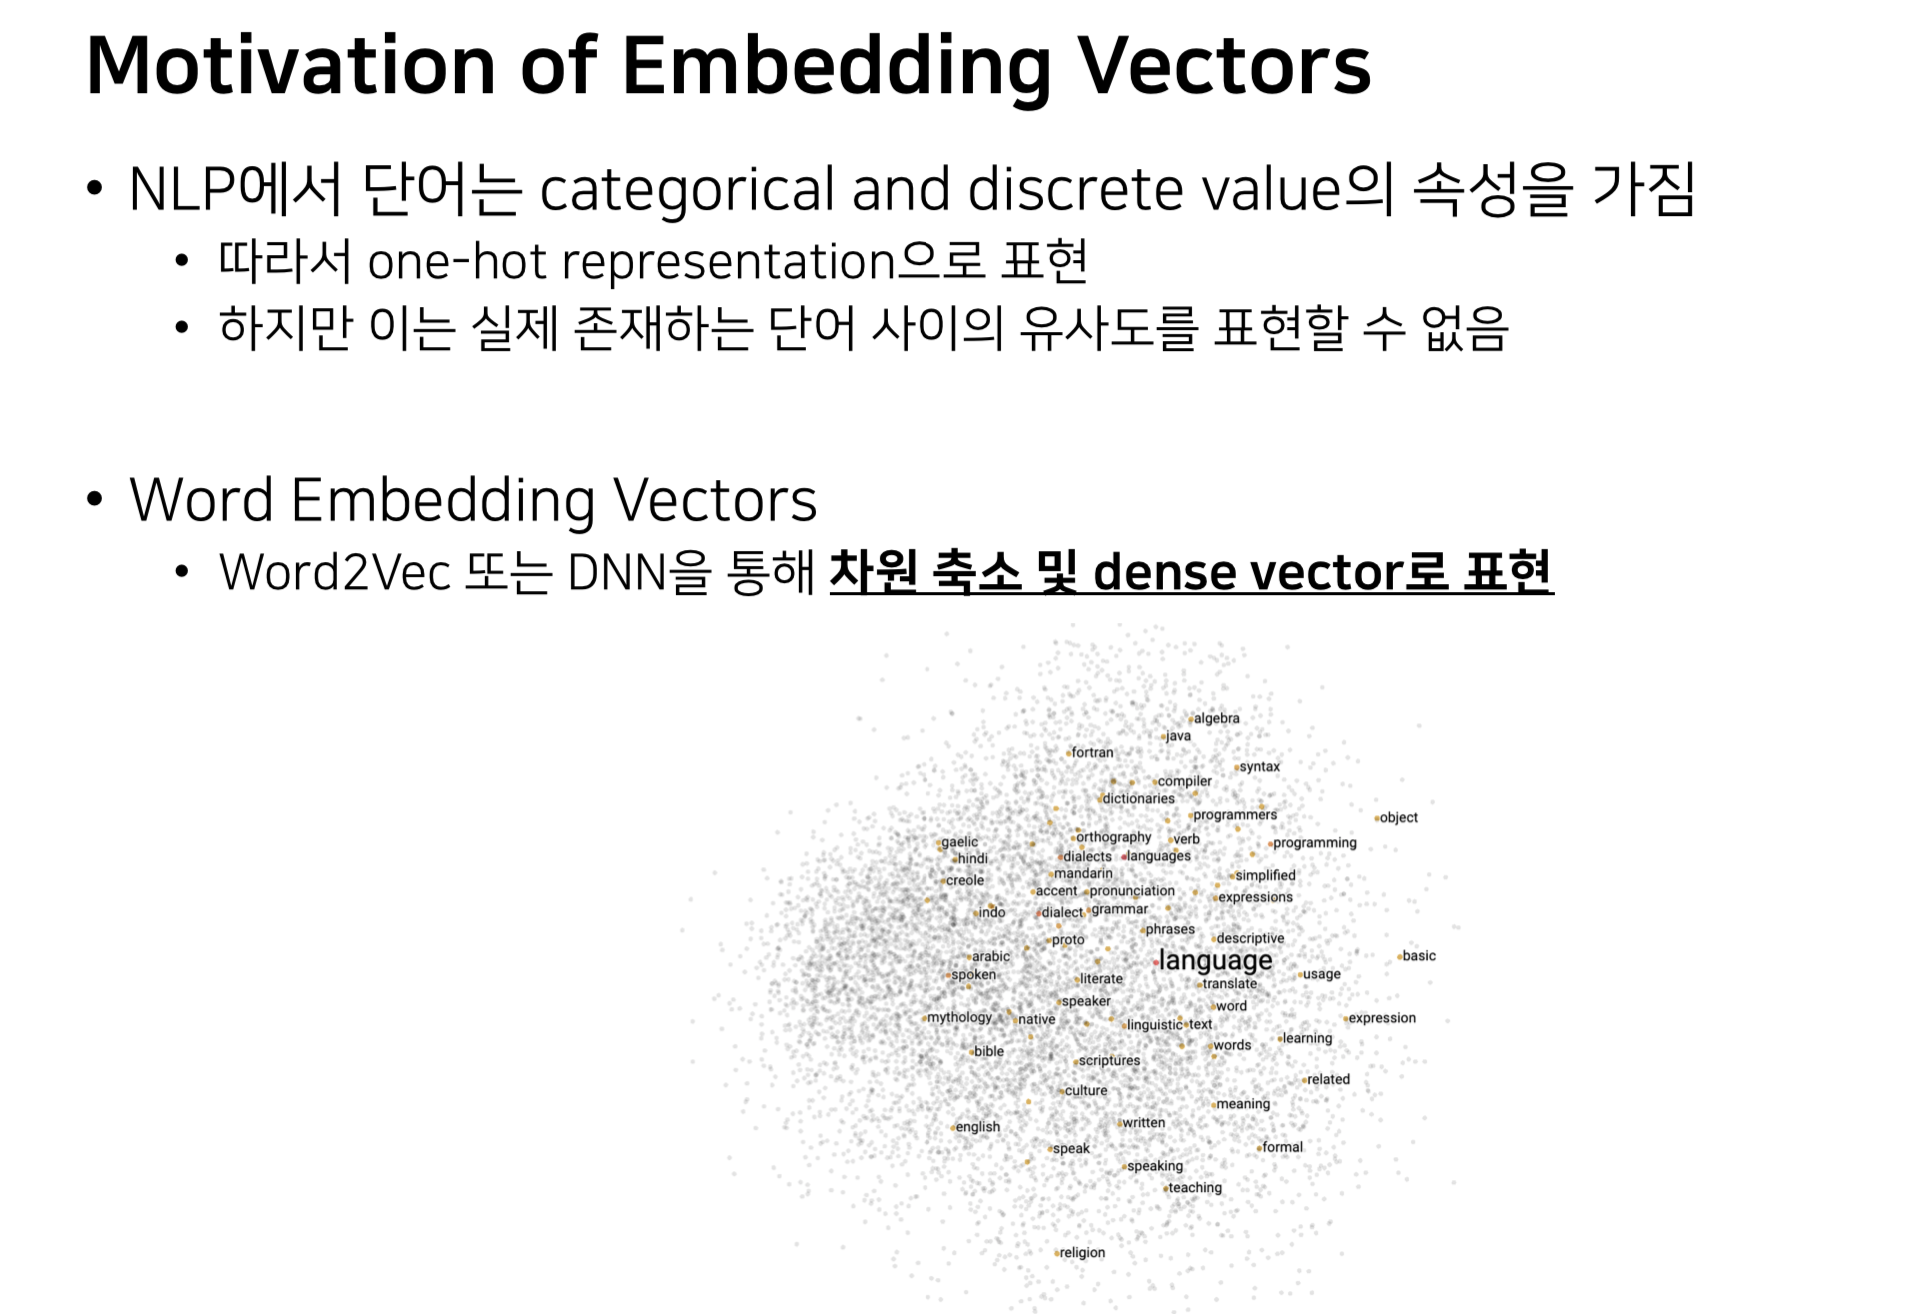 Motivation of Embedding Vectors
• NLP에서 단어는 categorical and discrete value의 속성을 가짐
• 따라서 one-hot representation으로 표현
• 하지만 이는 실제 존재하는 단어 사이의 유사도를 표현할 수 없음
• Word Embedding Vectors
• Word2Vec 또는 DNN을 통해 차원 축소 및 dense vector로 표현
algebra
java
fortran
syntax
compiler
dictionaries
programmers
object
orthography
verb
gaelic
programming
dialects
languages
hindi
mandarin
simplified
creole
accent
pronunciation
expressions
indo
dialect
grammar
phrases
proto
descriptive
arabic
language
basic
spoken
literate
usage
translate
speaker
word
mythology
native
linguistic
text
expression
learning
words
bible
scriptures
related
culture
meaning
written
english
speak
formal
speaking
teaching
religion